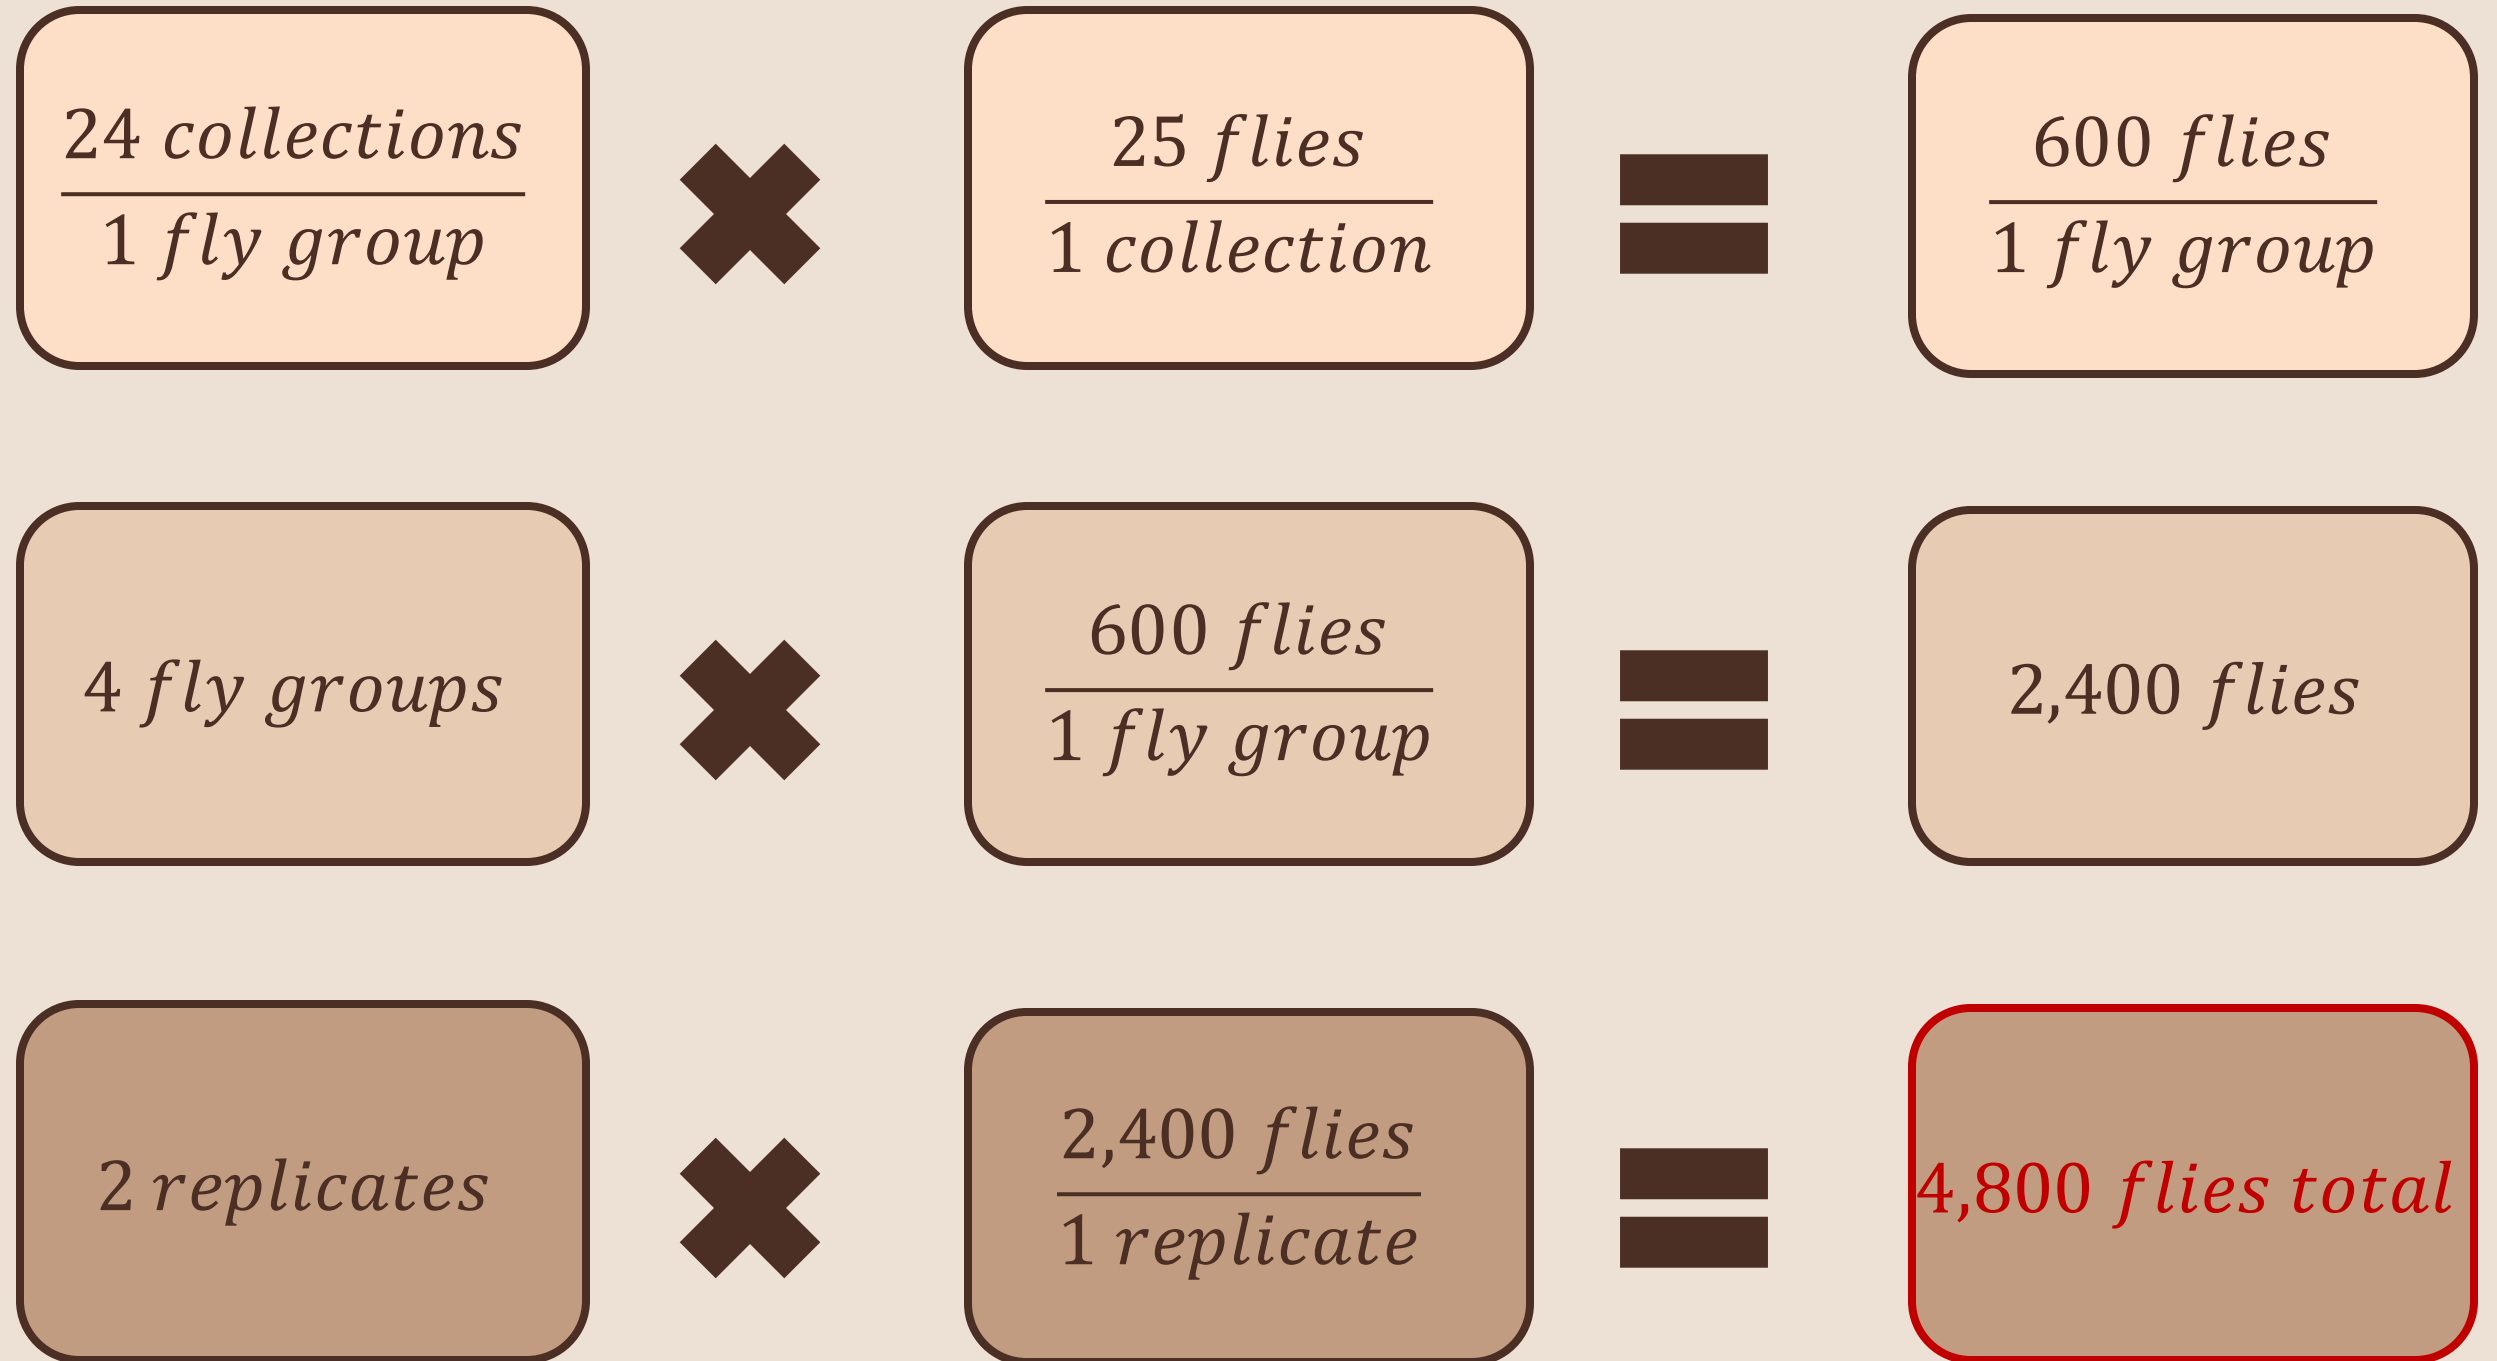 24 collections
1 fly group
25 flies
1 collection
600 flies
1 fly group
4 fly groups
600 flies
1 fly group
2,400 flies
2 replicates
2,400 flies
1 replicate
4,800 flies total